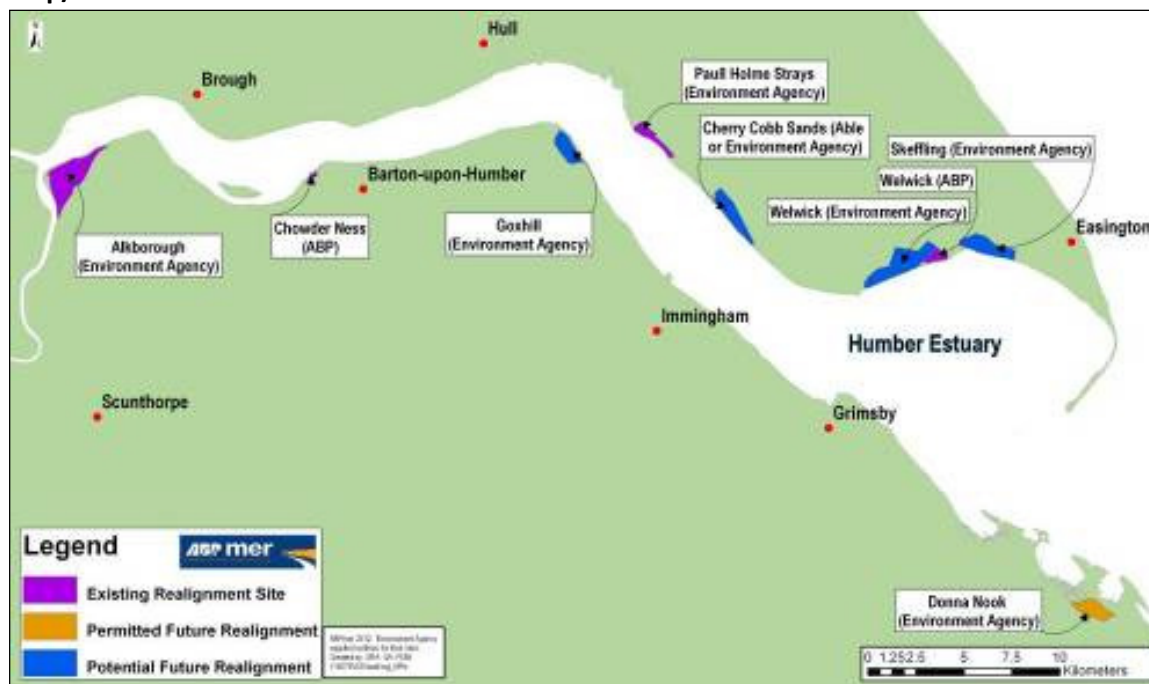 N
Hull
Brough
Paull Holme Strays
(Environment Agency)
Cherry Cobb Sands (Able
or Environment Agency)
Skeffling (Environment Agency)
Welwick (ABP)
Welwick (Environment Agency)
Easington
Barton-upon-Humber
Chowder Ness
(ABP)
Goxhill
(Environment Agency)
Alkborough
(Environment Agency)
Immingham
Humber Estuary
Scunthorpe
Grimsby
Legend
ABP mer
Existing Realignment Site
Permitted Future Realignment
Potential Future Realignment
Donna Nook
(Environment Agency)
0 1.25 2.5 5 7.5 10
Kilometers